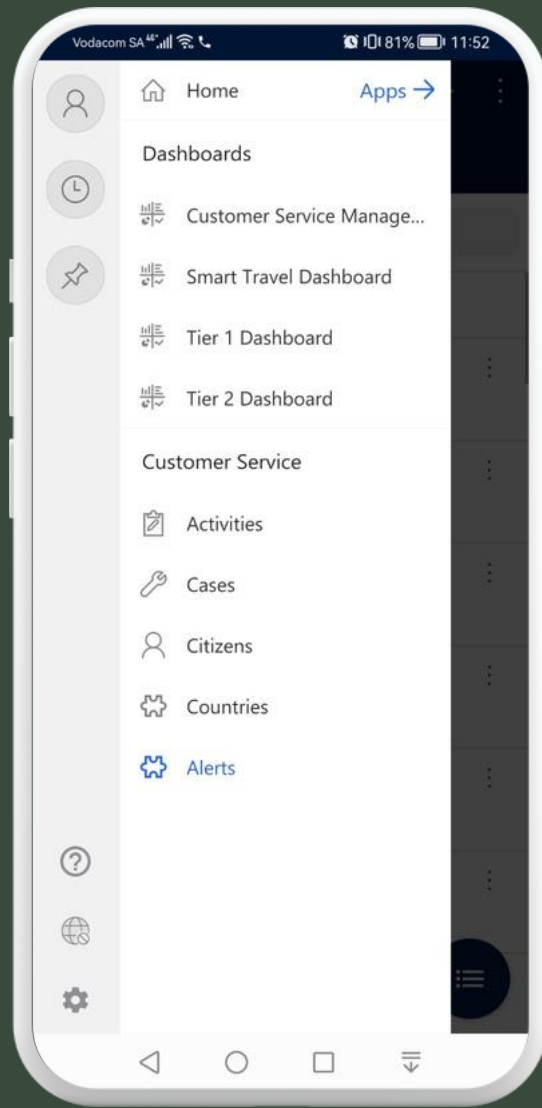 Vodacom SA 46+ 81% 11:52
Home Apps →
Dashboards
Customer Service Manage...
Smart Travel Dashboard
Tier 1 Dashboard
Tier 2 Dashboard
Customer Service
Activities
Cases
Citizens
Countries
Alerts